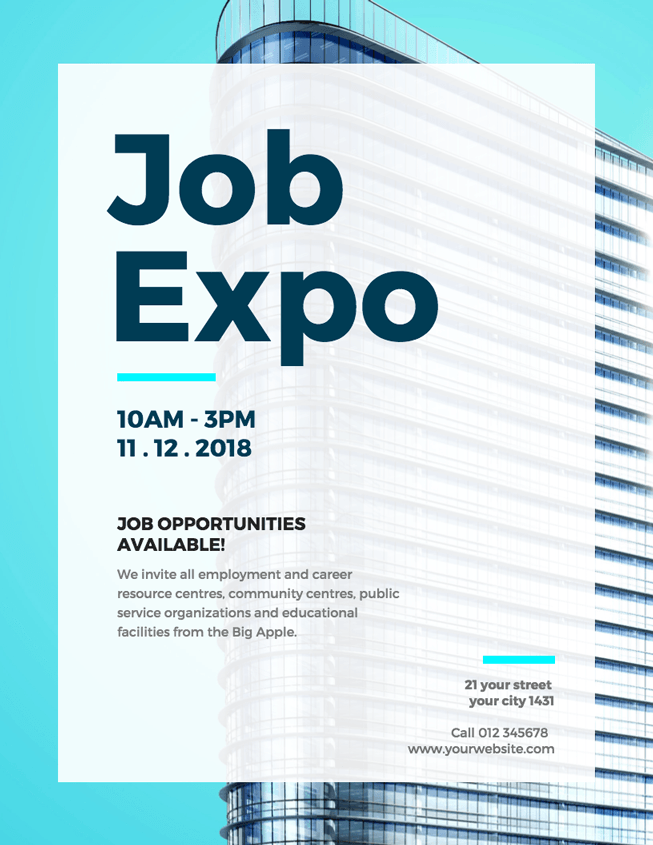 Job
Expo
10AM - 3PM
11 . 12 . 2018
JOB OPPORTUNITIES
AVAILABLE!
We invite all employment and career
resource centres, community centres, public
service organizations and educational
facilities from the Big Apple.
21 your street
your city 1431
Call 012 345678
www.yourwebsite.com